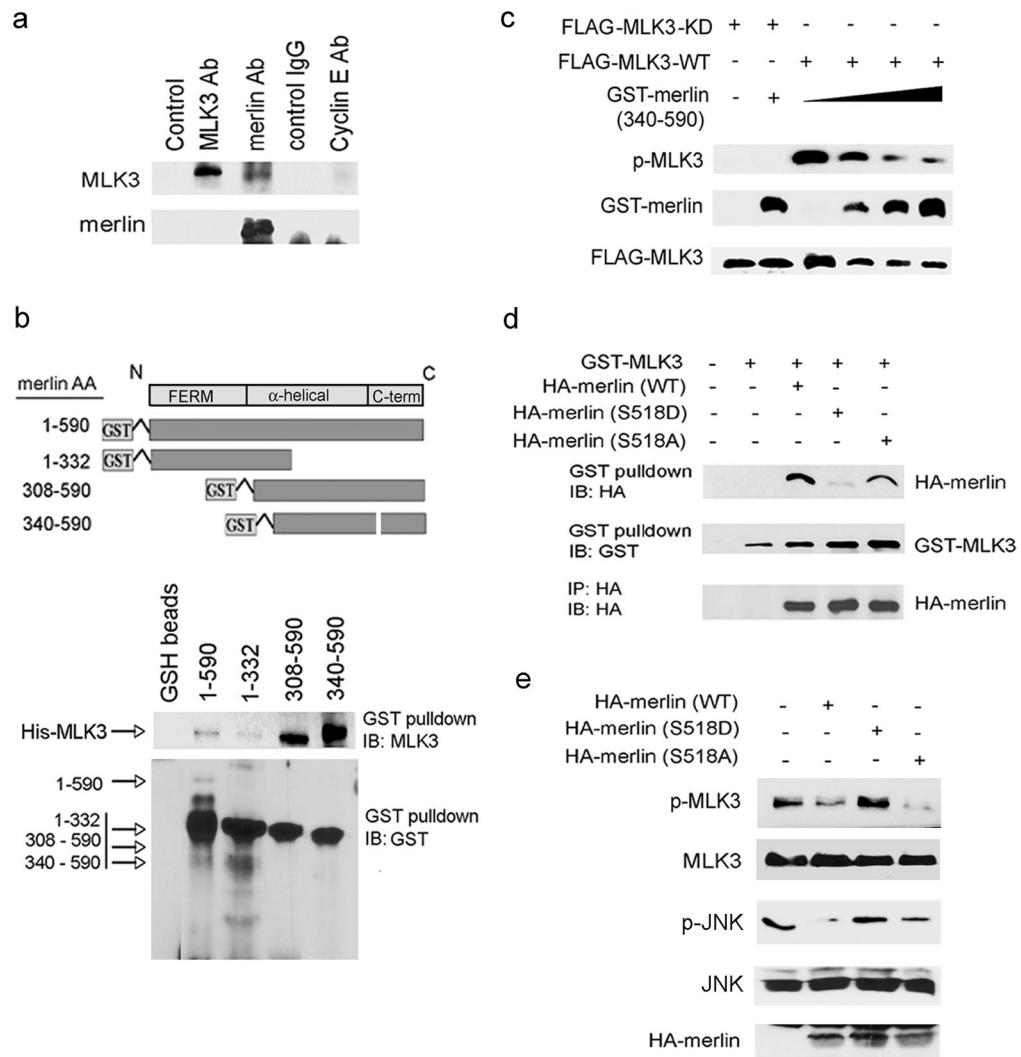 a
Control
MLK3 Ab
merlin Ab
control IgG
Cyclin E Ab
MLK3
merlin
b
merlin AA
N
C
FERM
α-helical
C-term
1-590
GST
1-332
GST
308-590
GST
340-590
GST
GSH beads
1-590
1-332
308-590
340-590
His-MLK3
GST pulldown
IB: MLK3
1-590
1-332
308 - 590
340 - 590
GST pulldown
IB: GST
c
FLAG-MLK3-KD + + - - - -
FLAG-MLK3-WT - - + + + +
GST-merlin - +
(340-590)
p-MLK3
GST-merlin
FLAG-MLK3
d
GST-MLK3 - + + + +
HA-merlin (WT) - - + - -
HA-merlin (S518D) - - - + -
HA-merlin (S518A) - - - - +
GST pulldown
IB: HA
HA-merlin
GST pulldown
IB: GST
GST-MLK3
IP: HA
IB: HA
HA-merlin
e
HA-merlin (WT) - + - -
HA-merlin (S518D) - - + -
HA-merlin (S518A) - - - +
p-MLK3
MLK3
p-JNK
JNK
HA-merlin